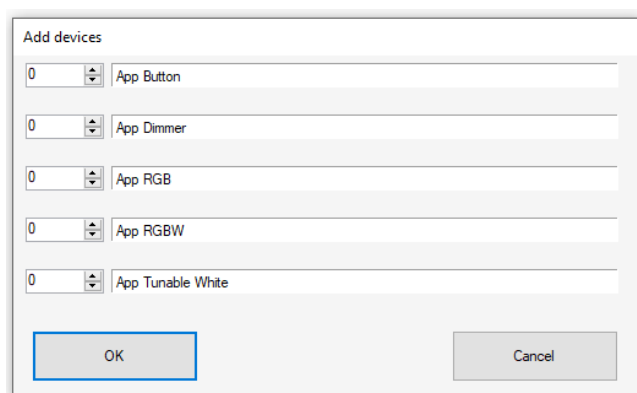 Add devices
0 App Button
0 App Dimmer
0 App RGB
0 App RGBW
0 App Tunable White
OK Cancel